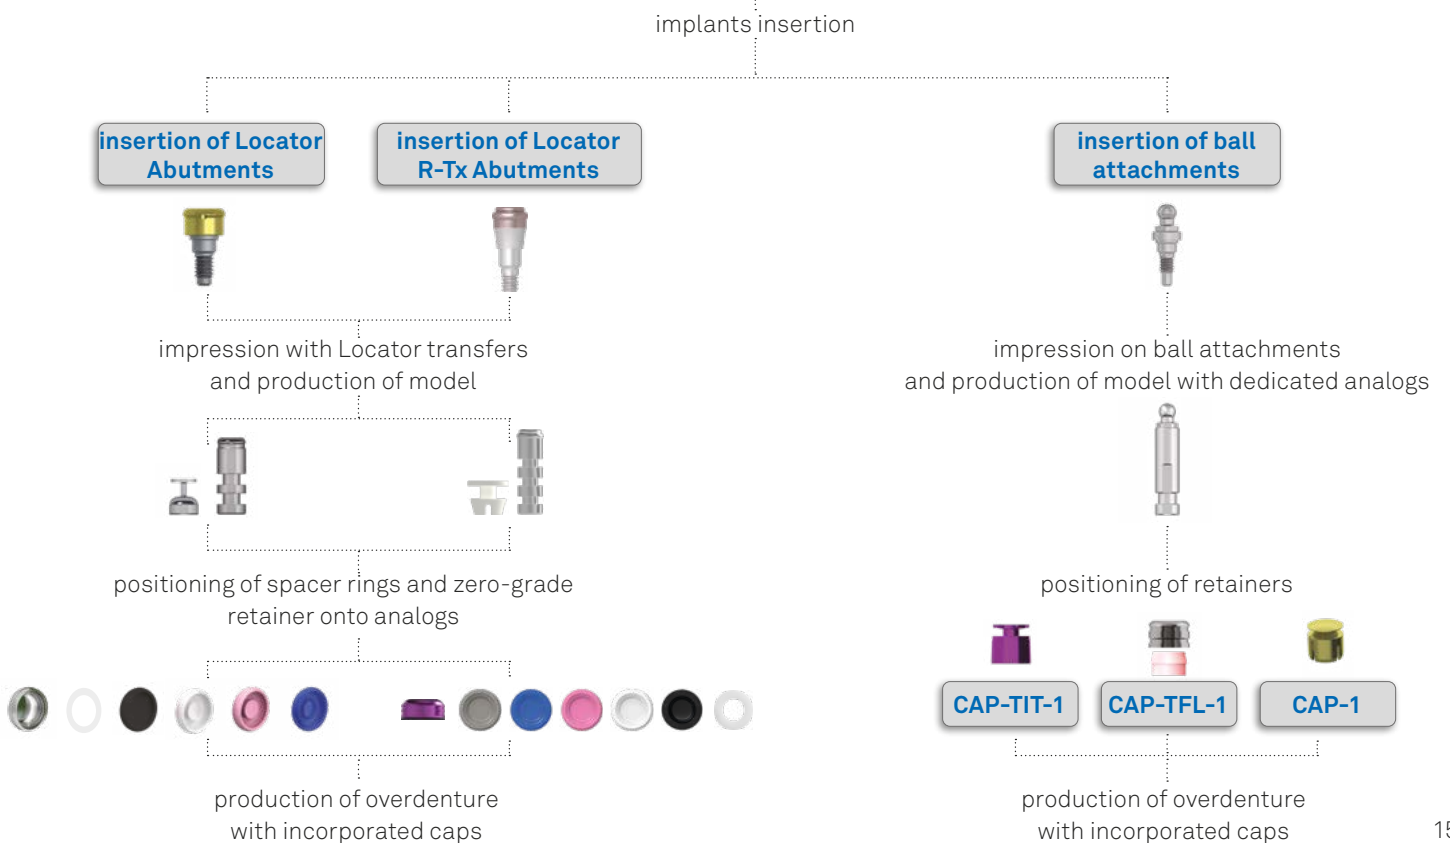 implants insertion
insertion of Locator
Abutments
insertion of Locator
R-Tx Abutments
insertion of ball
attachments
impression with Locator transfers
and production of model
impression on ball attachments
and production of model with dedicated analogs
positioning of spacer rings and zero-grade
retainer onto analogs
positioning of retainers
CAP-TIT-1
CAP-TFL-1
CAP-1
production of overdenture
with incorporated caps
production of overdenture
with incorporated caps
15